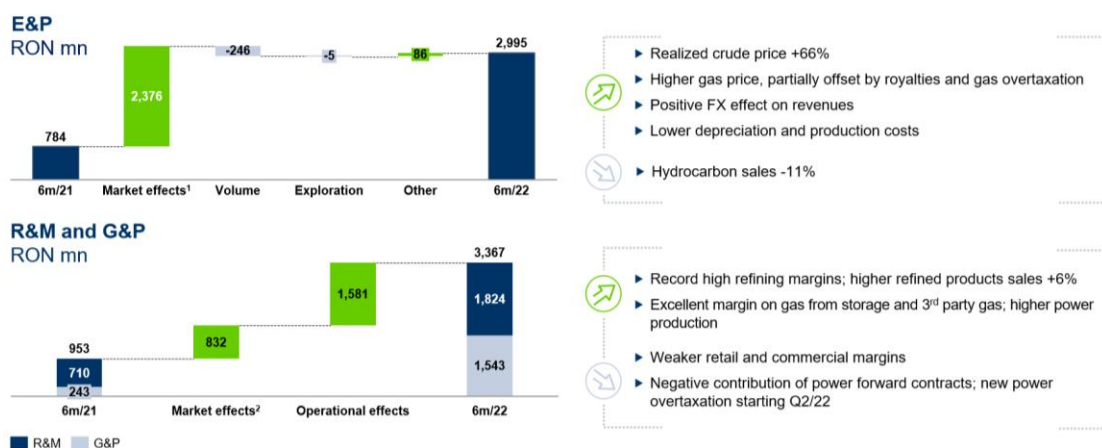 E&P
RON mn
784
2,376
-246
-5
86
2,995
6m/21
Market effects¹
Volume
Exploration
Other
6m/22
Realized crude price +66%
Higher gas price, partially offset by royalties and gas overtaxation
Positive FX effect on revenues
Lower depreciation and production costs
Hydrocarbon sales -11%
R&M and G&P
RON mn
953
710
243
832
1,581
3,367
1,824
1,543
6m/21
Market effects²
Operational effects
6m/22
R&M
G&P
Record high refining margins; higher refined products sales +6%
Excellent margin on gas from storage and 3rd party gas; higher power
production
Weaker retail and commercial margins
Negative contribution of power forward contracts; new power
overtaxation starting Q2/22